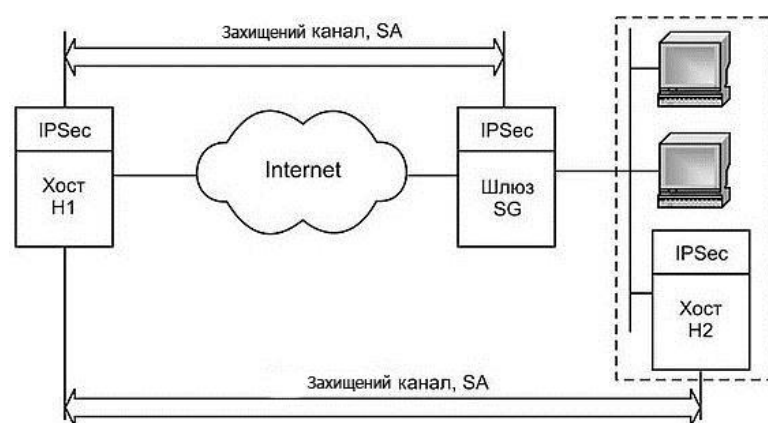 Захищений канал, SA
IPSec
Хост
H1
Internet
IPSec
Шлюз
SG
IPSec
Хост
H2
Захищений канал, SA